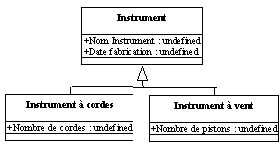 Instrument
+Nom Instrument : undefined
+Date fabrication : undefined
Instrument à cordes
+Nombre de cordes : undefined
Instrument à vent
+Nombre de pistons : undefined